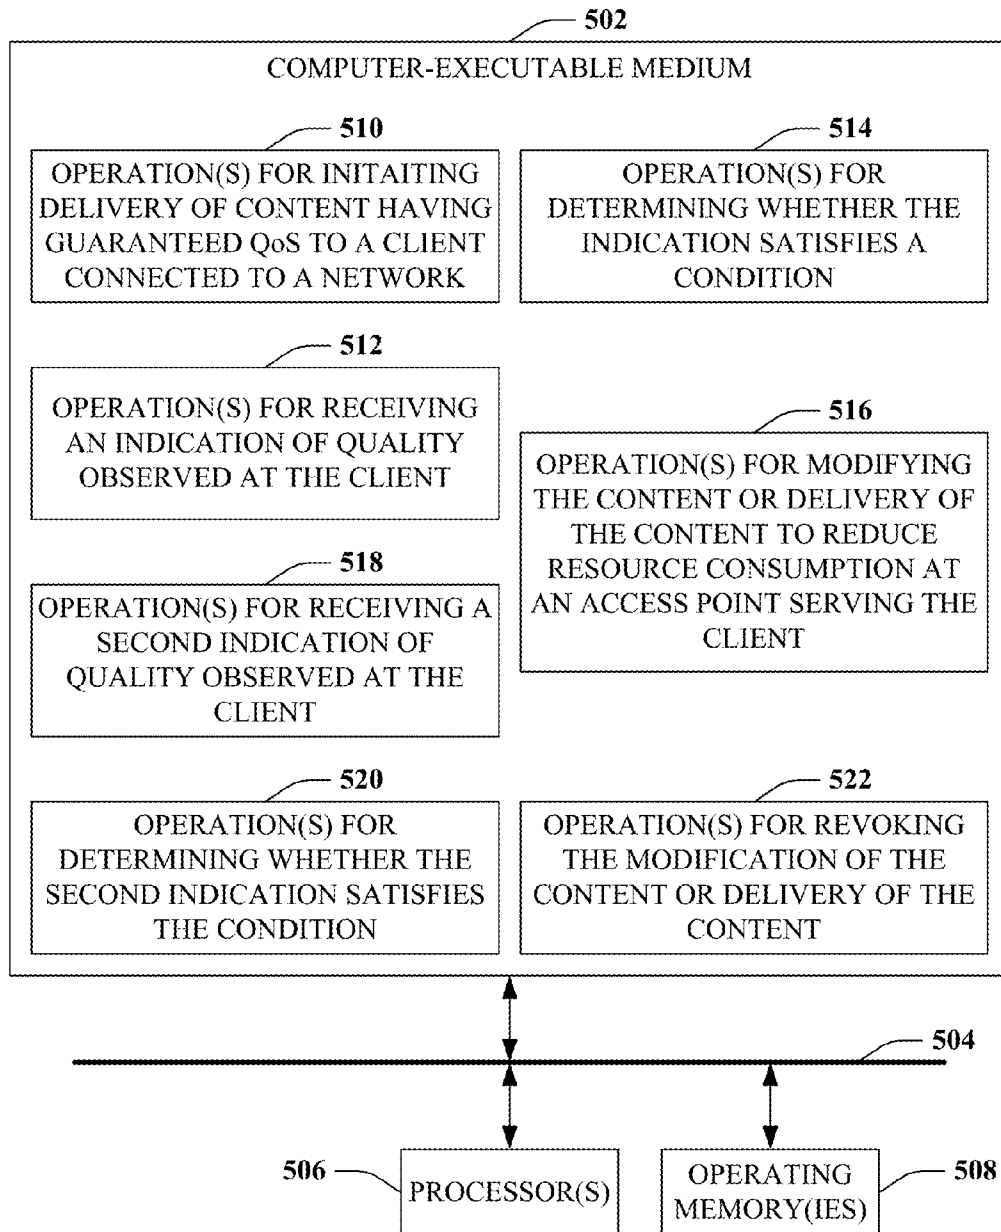 502
COMPUTER-EXECUTABLE MEDIUM
510
OPERATION(S) FOR INITAITING
DELIVERY OF CONTENT HAVING
GUARANTEED QoS TO A CLIENT
CONNECTED TO A NETWORK
514
OPERATION(S) FOR
DETERMINING WHETHER THE
INDICATION SATISFIES A
CONDITION
512
OPERATION(S) FOR RECEIVING
AN INDICATION OF QUALITY
OBSERVED AT THE CLIENT
516
OPERATION(S) FOR MODIFYING
THE CONTENT OR DELIVERY OF
THE CONTENT TO REDUCE
RESOURCE CONSUMPTION AT
AN ACCESS POINT SERVING THE
CLIENT
518
OPERATION(S) FOR RECEIVING A
SECOND INDICATION OF
QUALITY OBSERVED AT THE
CLIENT
520
OPERATION(S) FOR
DETERMINING WHETHER THE
SECOND INDICATION SATISFIES
THE CONDITION
522
OPERATION(S) FOR REVOKING
THE MODIFICATION OF THE
CONTENT OR DELIVERY OF THE
CONTENT
504
506
PROCESSOR(S)
OPERATING
MEMORY(IES)
508